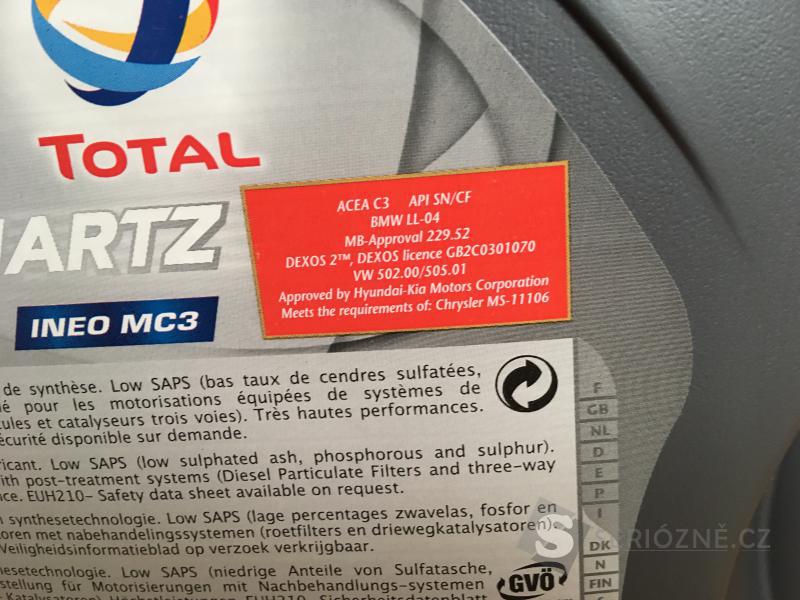 TOTAL
ARTZ
INEO MC3
ACEA C3 API SN/CF
BMW LL-04
MB-Approval 229.52
DEXOS 2™, DEXOS licence GB2C0301070
VW 502.00/505.01
Approved by Hyundai-Kia Motors Corporation
Meets the requirements of: Chrysler MS-11106
de synthèse. Low SAPS (bas taux de cendres sulfatées,
pour les motorisations équipées de systèmes de
ules et catalyseurs trois voies). Très hautes performances.
écurité disponible sur demande.
ricant. Low SAPS (low sulphated ash, phosphorous and sulphur).
ith post-treatment systems (Diesel Particulate Filters and three-way
ce. EUH210- Safety data sheet available on request.
synthesetechnologie. Low SAPS (lage percentages zwavelas, fosfor en
oren met nabehandelingssystemen (roetfilters en driewegkatalysatoren).
Veiligheidsinformatieblad op verzoek verkrijgbaar.
hesetechnologie. Low SAPS (niedrige Anteile von Sulfatasche,
stellung für Motorisierungen mit Nachbehandlungs-systemen
F
GB
NL
D
E
P
I
DK
N
FIN
GVÖ
SERIÓZNĚ.CZ